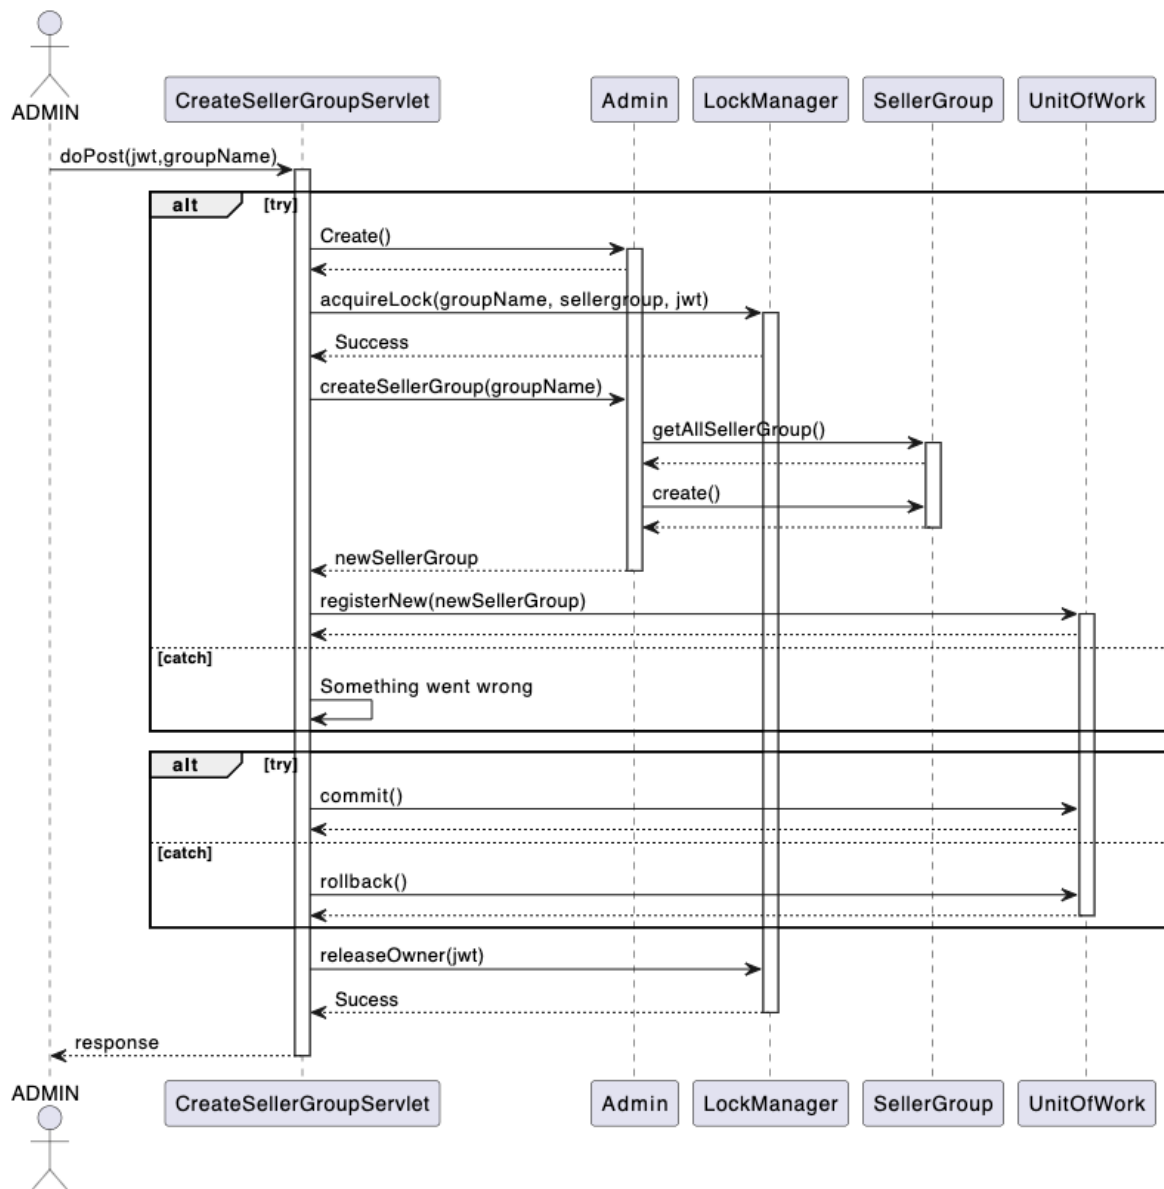 ADMIN
CreateSellerGroupServlet
Admin
LockManager
SellerGroup
UnitOfWork
doPost(jwt,groupName)
alt
[try]
Create()
acquireLock(groupName, sellergroup, jwt)
Success
createSellerGroup(groupName)
getAllSellerGroup()
create()
newSellerGroup
registerNew(newSellerGroup)
[catch]
Something went wrong
alt
[try]
commit()
[catch]
rollback()
releaseOwner(jwt)
Sucess
response
ADMIN
CreateSellerGroupServlet
Admin
LockManager
SellerGroup
UnitOfWork